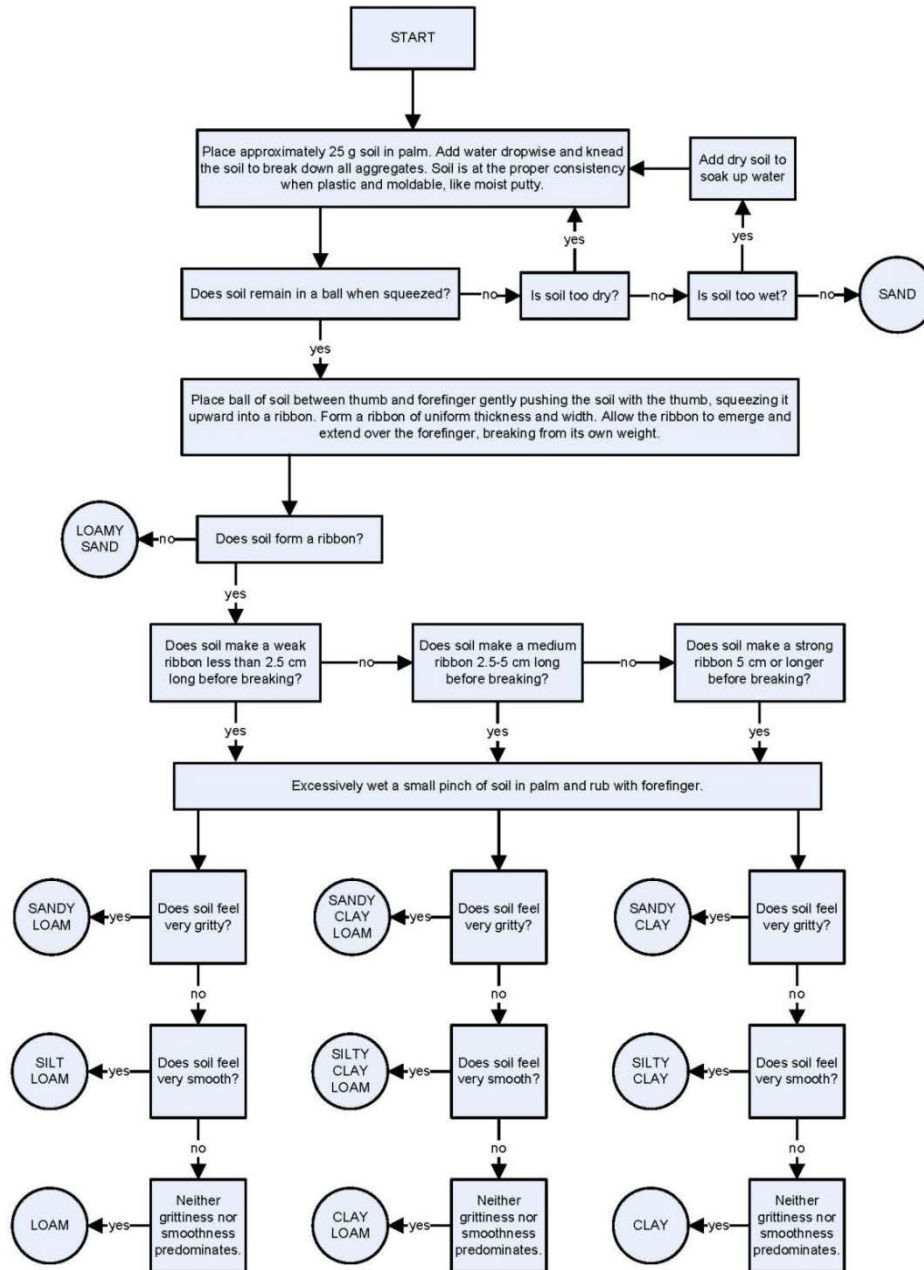 START
Place approximately 25 g soil in palm. Add water dropwise and knead
the soil to break down all aggregates. Soil is at the proper consistency
when plastic and moldable, like moist putty.
Add dry soil to
soak up water
yes
yes
Does soil remain in a ball when squeezed?
no
Is soil too dry?
no
Is soil too wet?
no
SAND
yes
Place ball of soil between thumb and forefinger gently pushing the soil with the thumb, squeezing it
upward into a ribbon. Form a ribbon of uniform thickness and width. Allow the ribbon to emerge and
extend over the forefinger, breaking from its own weight.
LOAMY
SAND
no
Does soil form a ribbon?
yes
Does soil make a weak
ribbon less than 2.5 cm
long before breaking?
no
Does soil make a medium
ribbon 2.5-5 cm long
before breaking?
no
Does soil make a strong
ribbon 5 cm or longer
before breaking?
yes
yes
yes
Excessively wet a small pinch of soil in palm and rub with forefinger.
SANDY
LOAM
yes
Does soil feel
very gritty?
SANDY
CLAY
LOAM
yes
Does soil feel
very gritty?
SANDY
CLAY
yes
Does soil feel
very gritty?
no
no
no
SILT
LOAM
yes
Does soil feel
very smooth?
SILTY
CLAY
LOAM
yes
Does soil feel
very smooth?
SILTY
CLAY
yes
Does soil feel
very smooth?
no
no
no
LOAM
yes
Neither
grittiness nor
smoothness
predominates.
CLAY
LOAM
yes
Neither
grittiness nor
smoothness
predominates.
CLAY
yes
Neither
grittiness nor
smoothness
predominates.